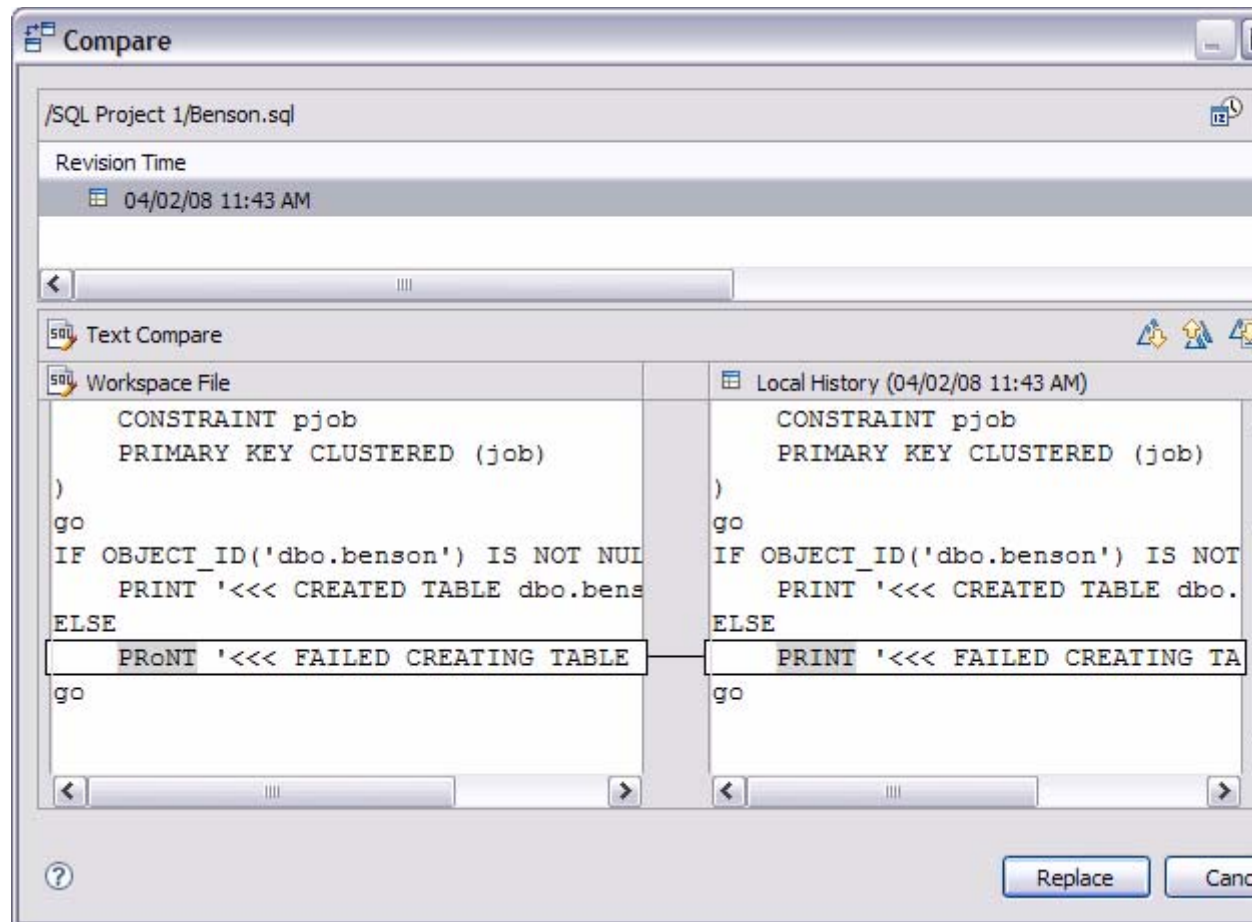 Compare
/SQL Project 1/Benson.sql
Revision Time
04/02/08 11:43 AM
Text Compare
Workspace File
CONSTRAINT pjob
PRIMARY KEY CLUSTERED (job)
)
go
IF OBJECT_ID('dbo.benson') IS NOT NUL
PRINT '<<< CREATED TABLE dbo.bens
ELSE
PRoNT '<<< FAILED CREATING TABLE
go
Local History (04/02/08 11:43 AM)
CONSTRAINT pjob
PRIMARY KEY CLUSTERED (job)
)
go
IF OBJECT_ID('dbo.benson') IS NOT
PRINT '<<< CREATED TABLE dbo.
ELSE
PRINT '<<< FAILED CREATING TA
go
Replace
Canc